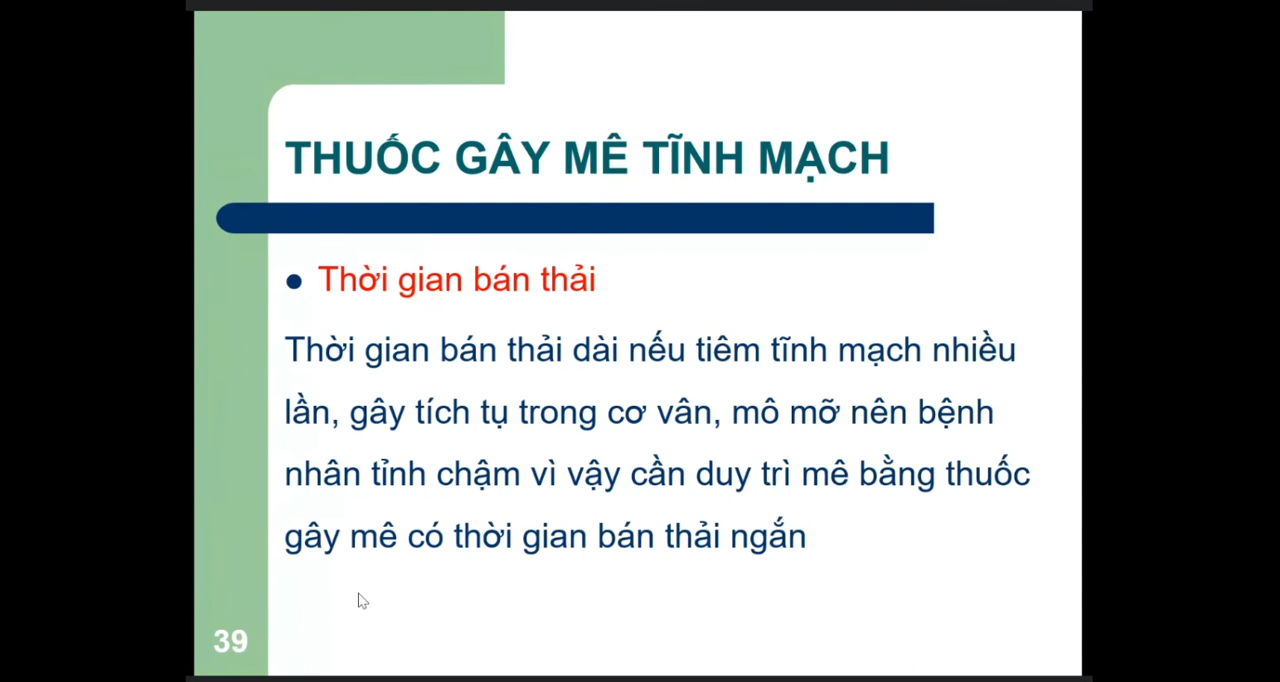 THUỐC GÂY MÊ TĨNH MẠCH
Thời gian bán thải
Thời gian bán thải dài nếu tiêm tĩnh mạch nhiều
lần, gây tích tụ trong cơ vân, mô mỡ nên bệnh
nhân tỉnh chậm vì vậy cần duy trì mê bằng thuốc
gây mê có thời gian bán thải ngắn
39